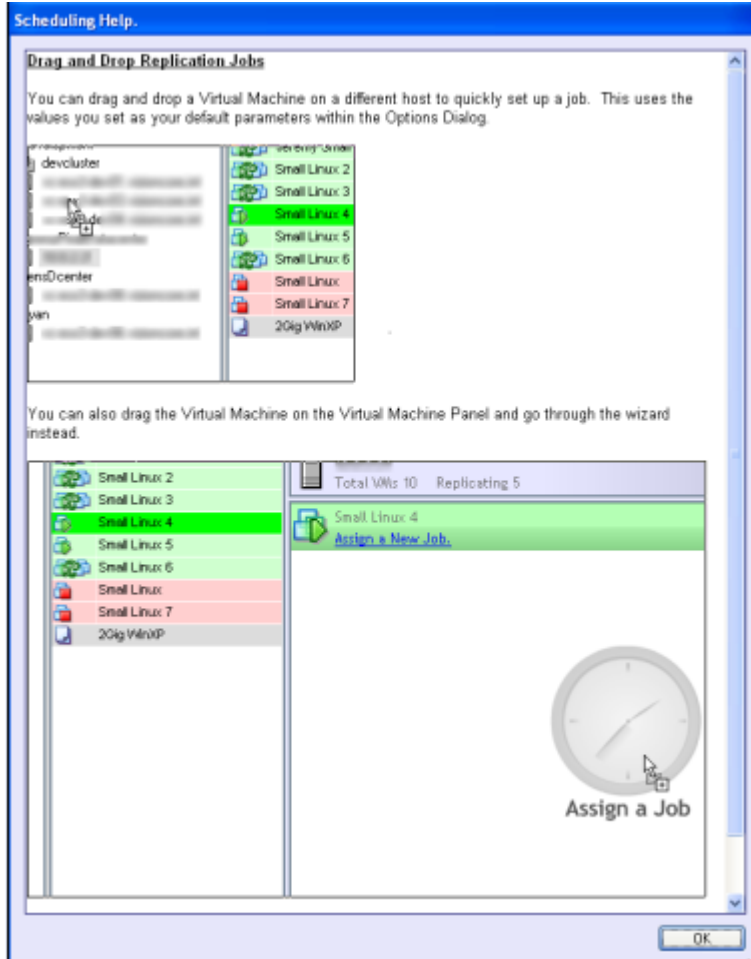 Scheduling Help.
Drag and Drop Replication Jobs
You can drag and drop a Virtual Machine on a different host to quickly set up a job. This uses the
values you set as your default parameters within the Options Dialog.
devcluster
ensDcenter
yan
Small Linux 2
Small Linux 3
Small Linux 4
Small Linux 5
Small Linux 6
Small Linux
Small Linux 7
2Gig WinXP
You can also drag the Virtual Machine on the Virtual Machine Panel and go through the wizard
instead.
Small Linux 2
Small Linux 3
Small Linux 4
Small Linux 5
Small Linux 6
Small Linux
Small Linux 7
2Gig WinXP
Total VMs 10 Replicating 5
Small Linux 4
Assign a New Job.
Assign a Job
OK